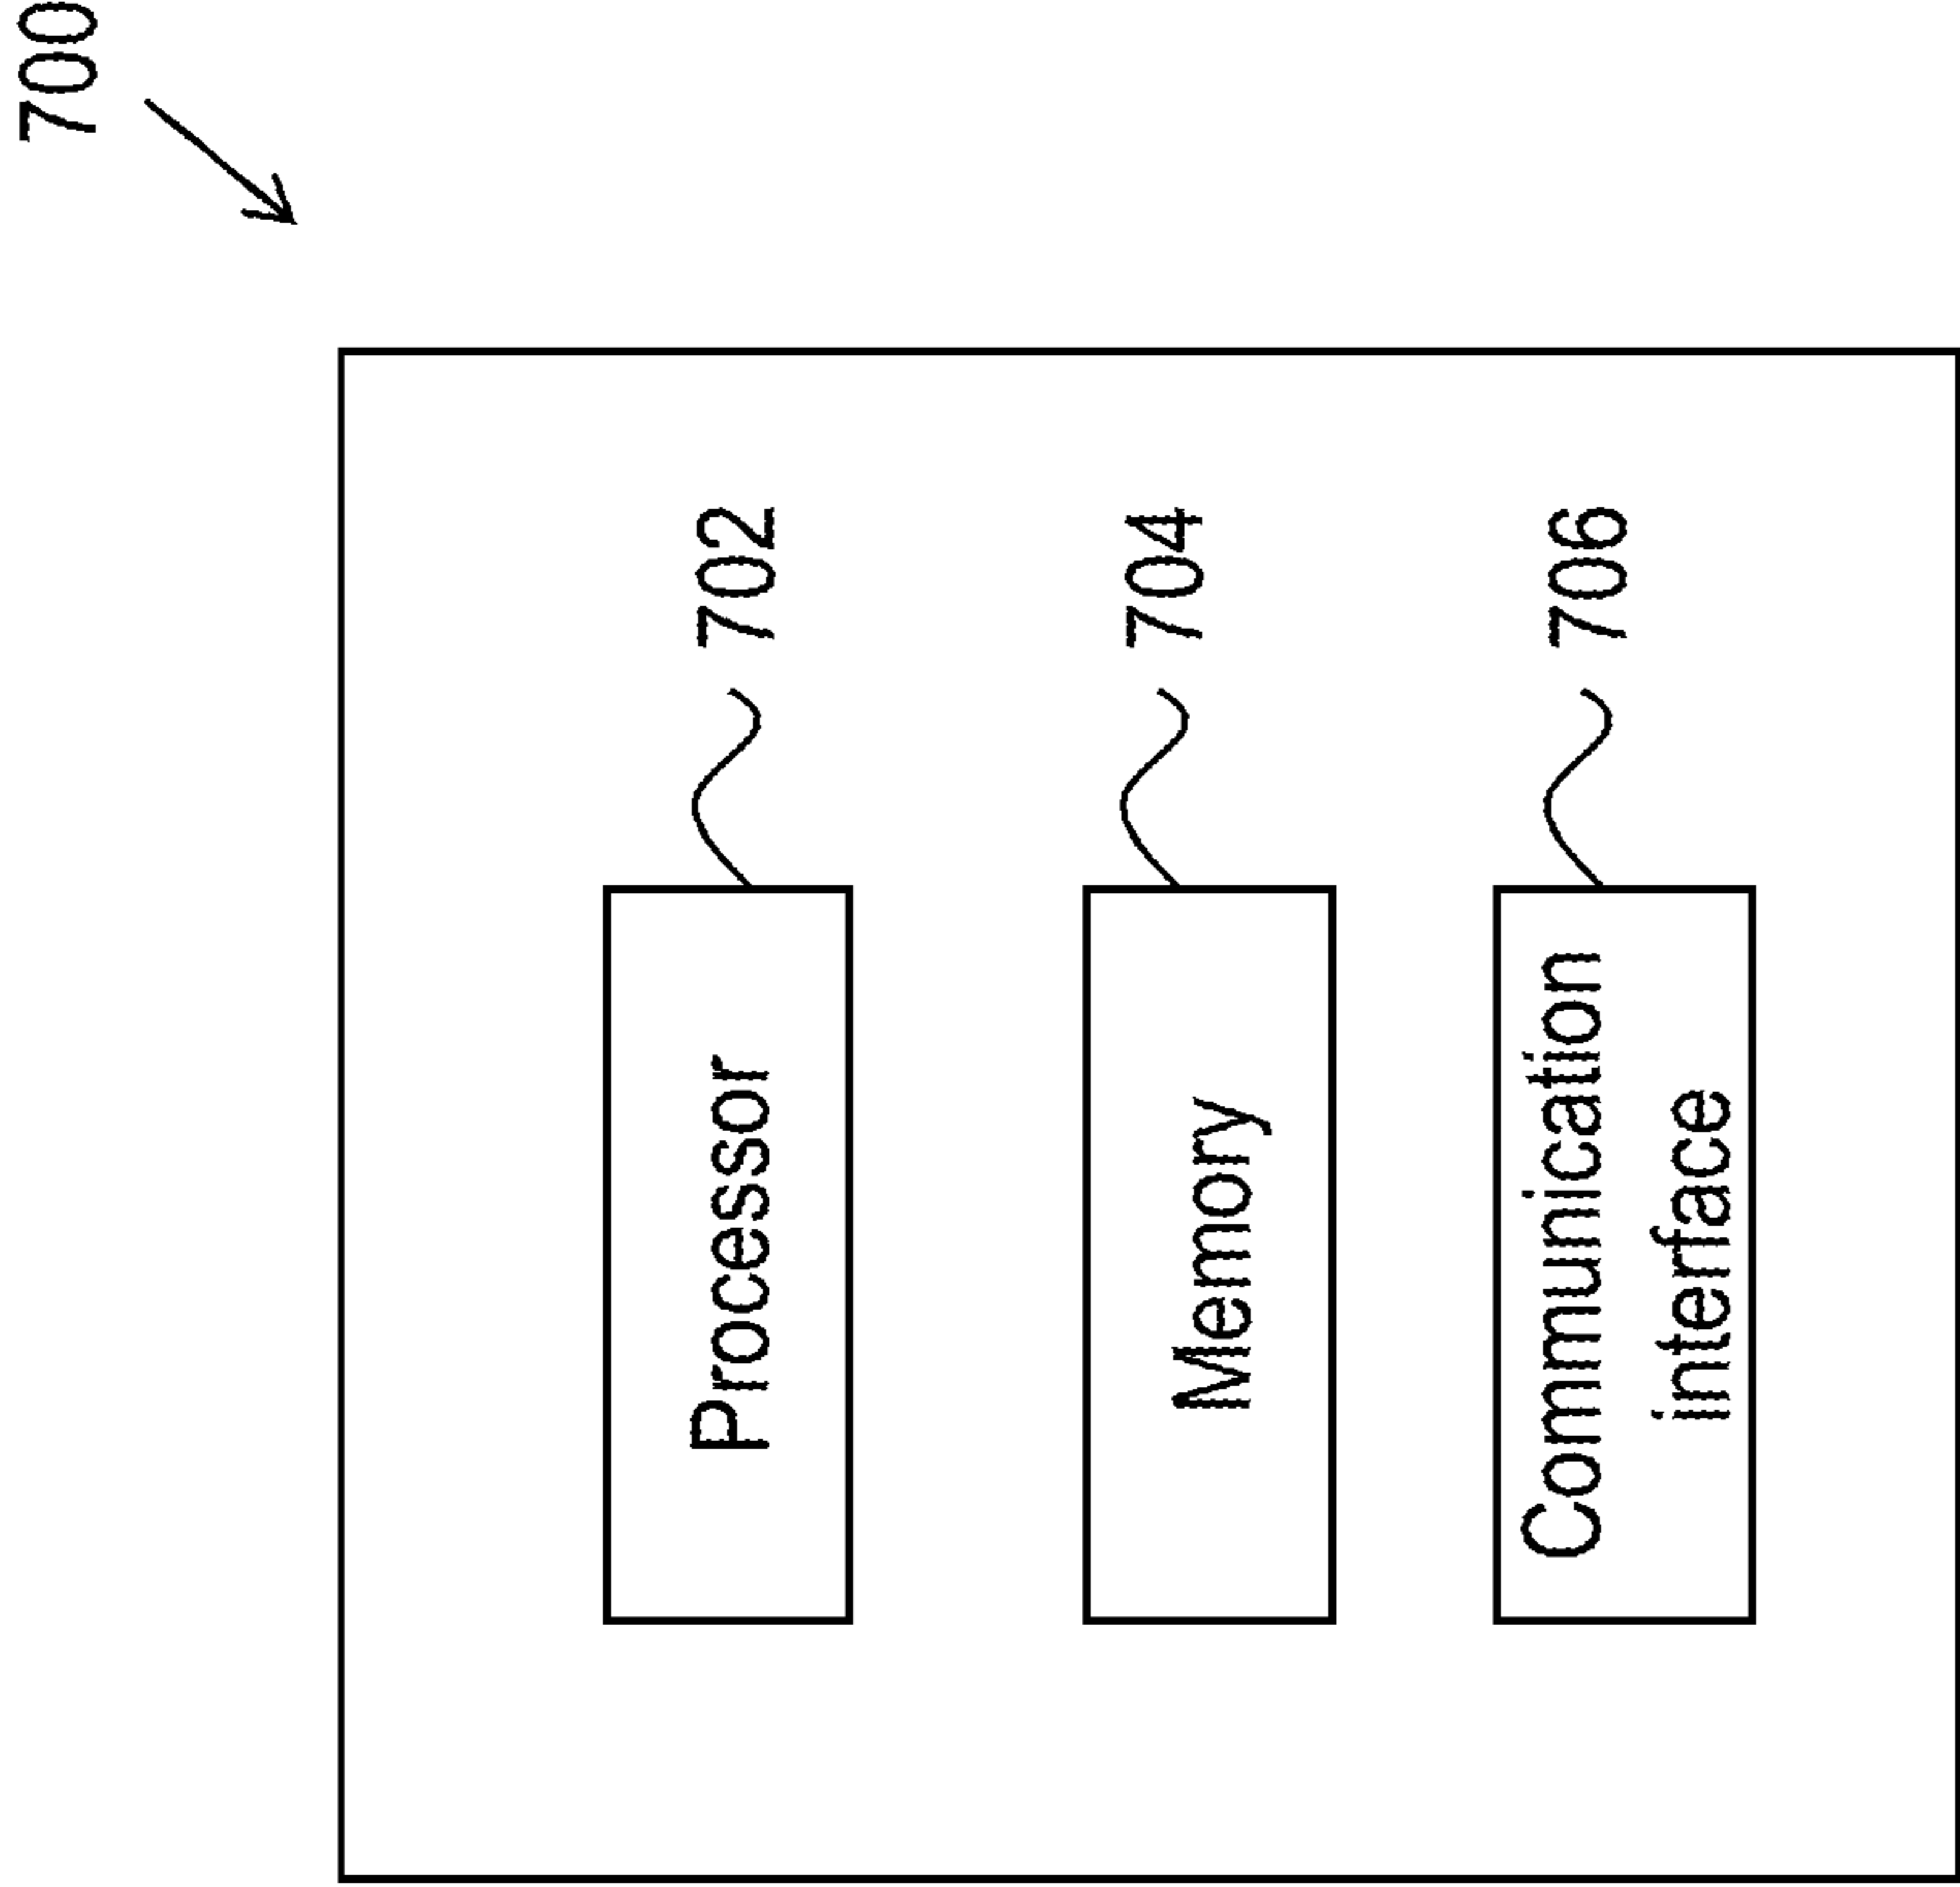 700
Processor
702
Memory
704
Communication
interface
706